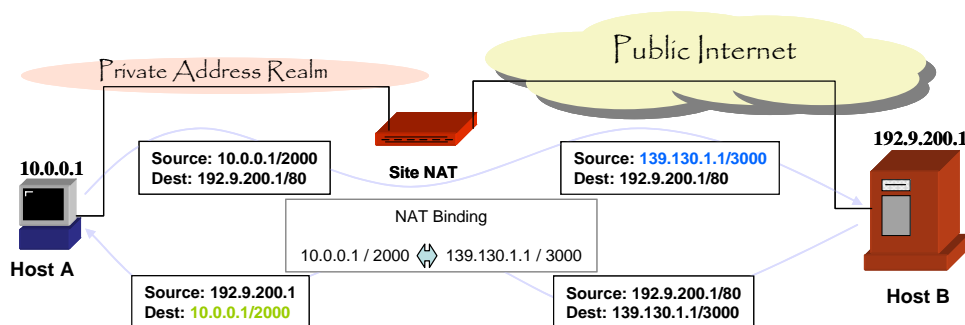 Private Address Realm
Public Internet
10.0.0.1
Source: 10.0.0.1/2000
Dest: 192.9.200.1/80
Site NAT
Source: 139.130.1.1/3000
Dest: 192.9.200.1/80
192.9.200.1
NAT Binding
10.0.0.1 / 2000 139.130.1.1 / 3000
Host A
Source: 192.9.200.1
Dest: 10.0.0.1/2000
Source: 192.9.200.1/80
Dest: 139.130.1.1/3000
Host B